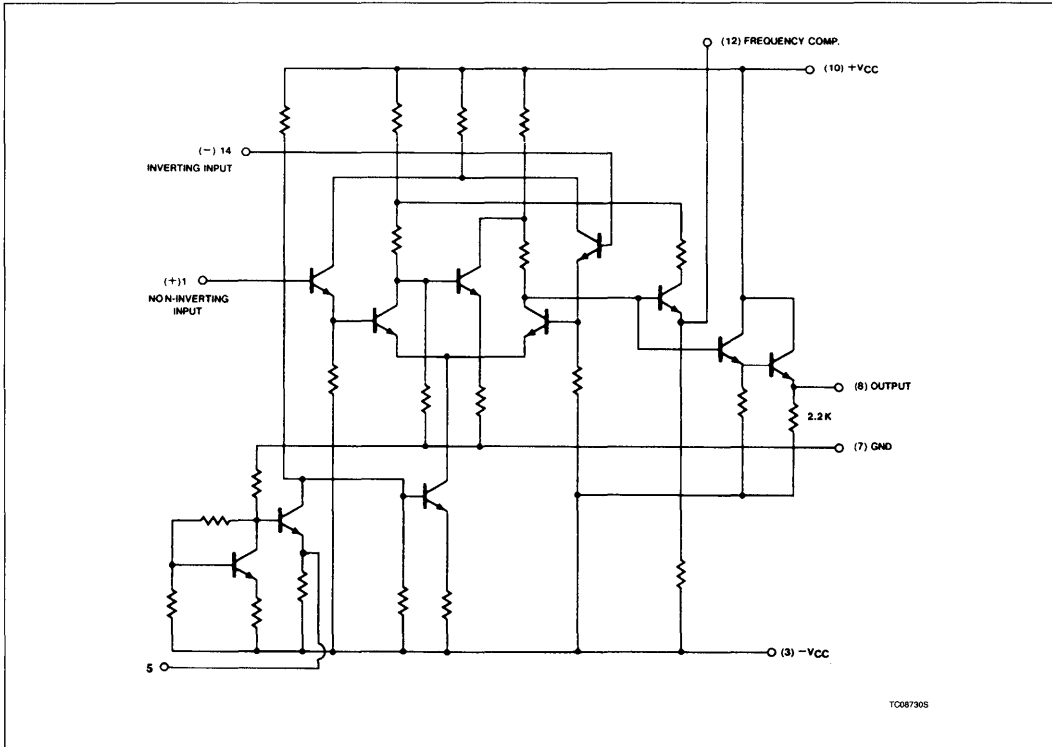 (12) FREQUENCY COMP.
(10) +VCC
(−) 14
INVERTING INPUT
(+)1
NON-INVERTING
INPUT
(8) OUTPUT
2.2K
(7) GND
5
(3) −VCC
TC08730S